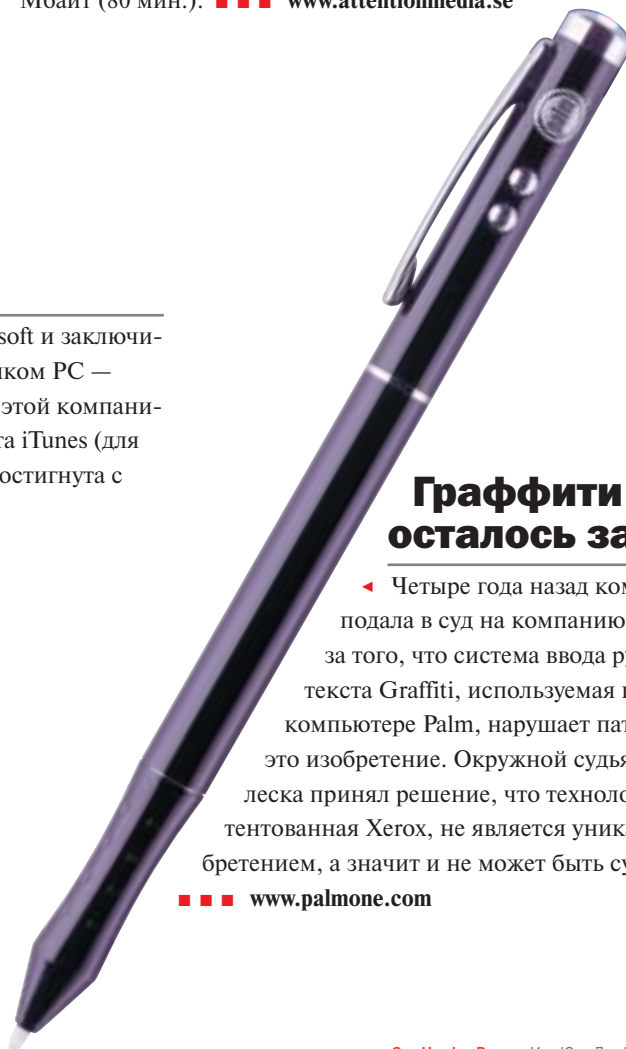 Мбайт (80 мин.). ■ ■ ■ www.attentionmedia.se
soft и заключи-
ком PC —
этой компани-
та iTunes (для
остигнута с
Граффити
осталось за
◄ Четыре года назад ком
подала в суд на компанию
за того, что система ввода ру
текста Graffiti, используемая
компьютере Palm, нарушает пат
это изобретение. Окружной судья
леска принял решение, что техноло
тентованная Xerox, не является уника
бретением, а значит и не может быть су
■ ■ ■ www.palmone.com